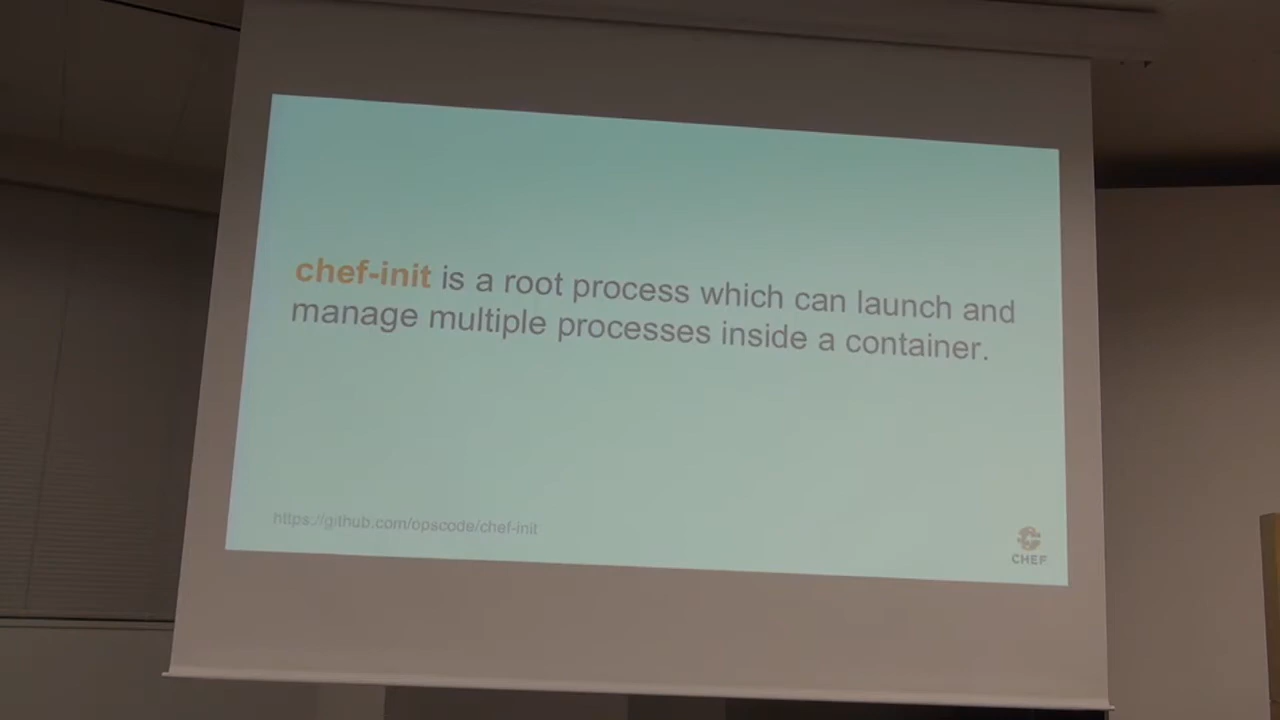 chef-init is a root process which can launch and
manage multiple processes inside a container.
https://github.com/opscode/chef-init
CHEF